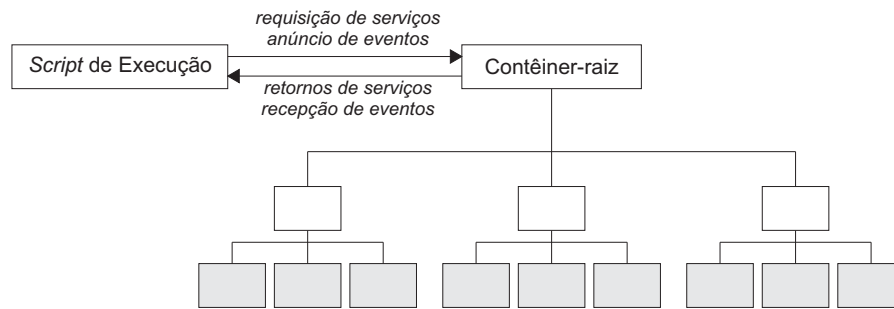 requisição de serviços
anúncio de eventos
Script de Execução
Contêiner-raiz
retornos de serviços
recepção de eventos